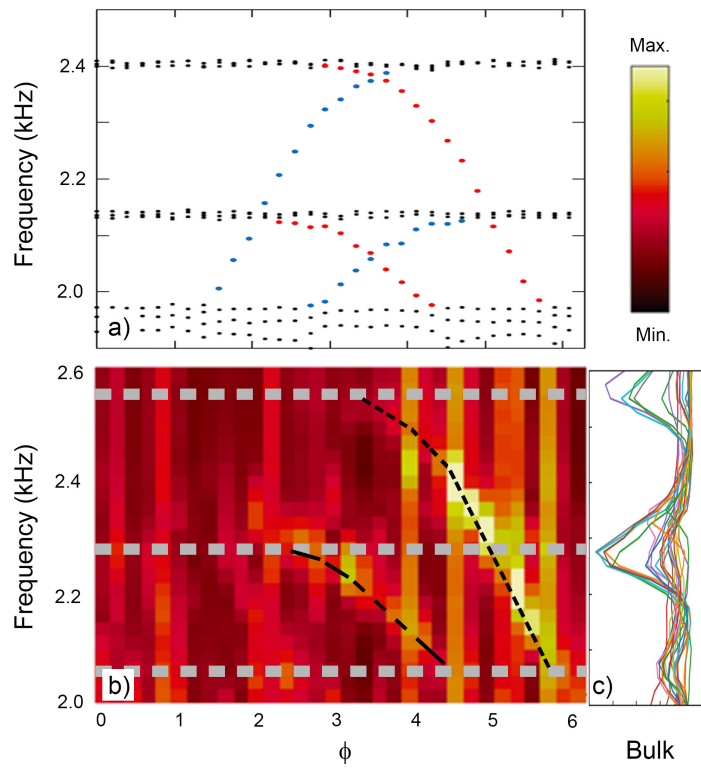 Max.
2.4
2.2
2.0
Frequency (kHz)
a)
Min.
2.6
2.4
2.2
2.0
Frequency (kHz)
b)
c)
0 1 2 3 4 5 6
ϕ
Bulk